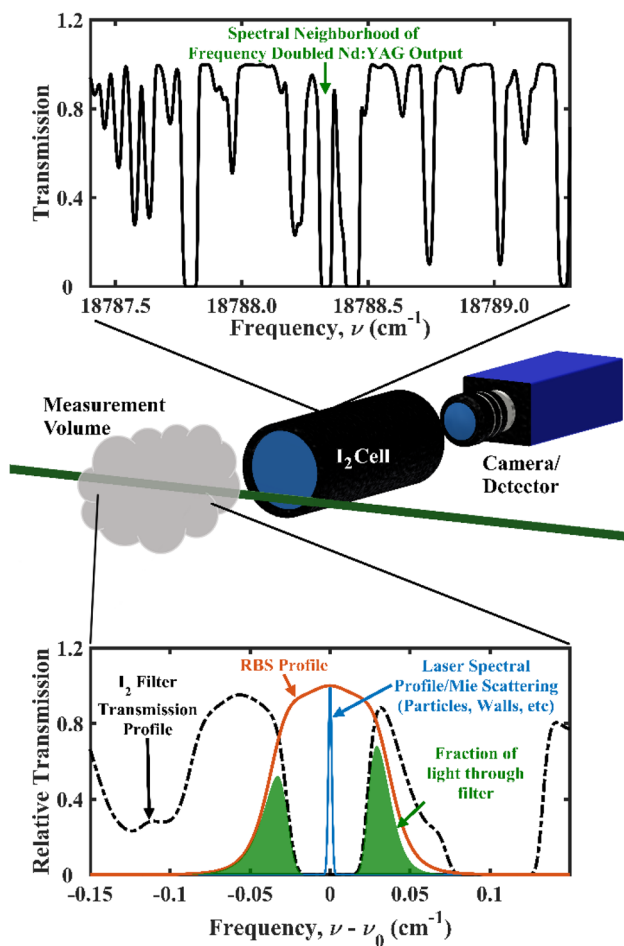 Spectral Neighborhood of
Frequency Doubled Nd:YAG Output
1.2
0.8
0.4
0
Transmission
18787.5 18788.0 18788.5 18789.0
Frequency, ν (cm⁻¹)
Measurement
Volume
I₂ Cell
Camera/
Detector
RBS Profile
Laser Spectral
Profile/Mie Scattering
(Particles, Walls, etc)
I₂ Filter
Transmission
Profile
Fraction of
light through
filter
1.2
0.8
0.4
0
Relative Transmission
-0.15 -0.1 -0.05 0 0.05 0.1
Frequency, ν - ν₀ (cm⁻¹)